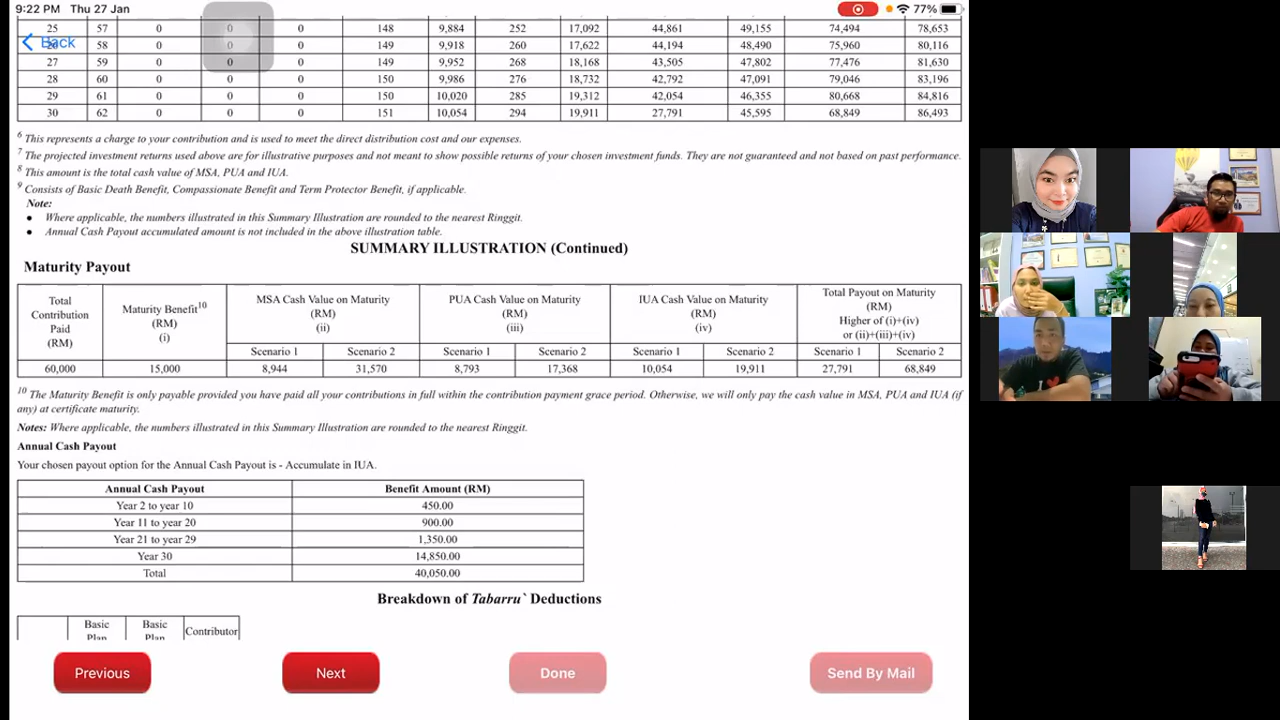 9:22 PM Thu 27 Jan 77%
25 57 0 0 0 148 9,884 252 17,092 44,861 49,155 74,494 78,653
Back
58 0 0 0 149 9,918 260 17,622 44,194 48,490 75,960 80,116
27 59 0 0 0 149 9,952 268 18,168 43,505 47,802 77,476 81,630
28 60 0 0 0 150 9,986 276 18,732 42,792 47,091 79,046 83,196
29 61 0 0 0 150 10,020 285 19,312 42,054 46,355 80,668 84,816
30 62 0 0 0 151 10,054 294 19,911 27,791 45,595 68,849 86,493
6 This represents a charge to your contribution and is used to meet the direct distribution cost and our expenses.
7 The projected investment returns used above are for illustrative purposes and not meant to show possible returns of your chosen investment funds. They are not guaranteed and not based on past performance.
8 This amount is the total cash value of MSA, PUA and IUA.
9 Consists of Basic Death Benefit, Compassionate Benefit and Term Protector Benefit, if applicable.
Note:
• Where applicable, the numbers illustrated in this Summary Illustration are rounded to the nearest Ringgit.
• Annual Cash Payout accumulated amount is not included in the above illustration table.
SUMMARY ILLUSTRATION (Continued)
Maturity Payout
Total Contribution Paid (RM) Maturity Benefit10 (RM) (i) MSA Cash Value on Maturity (RM) (ii) PUA Cash Value on Maturity (RM) (iii) IUA Cash Value on Maturity (RM) (iv) Total Payout on Maturity (RM) Higher of (i)+(iv) or (ii)+(iii)+(iv)
Scenario 1 Scenario 2 Scenario 1 Scenario 2 Scenario 1 Scenario 2 Scenario 1 Scenario 2
60,000 15,000 8,944 31,570 8,793 17,368 10,054 19,911 27,791 68,849
10 The Maturity Benefit is only payable provided you have paid all your contributions in full within the contribution payment grace period. Otherwise, we will only pay the cash value in MSA, PUA and IUA (if
any) at certificate maturity.
Notes: Where applicable, the numbers illustrated in this Summary Illustration are rounded to the nearest Ringgit.
Annual Cash Payout
Your chosen payout option for the Annual Cash Payout is - Accumulate in IUA.
Annual Cash Payout Benefit Amount (RM)
Year 2 to year 10 450.00
Year 11 to year 20 900.00
Year 21 to year 29 1,350.00
Year 30 14,850.00
Total 40,050.00
Breakdown of Tabarru` Deductions
Basic Plan Basic Plan Contributor
Previous Next Done Send By Mail